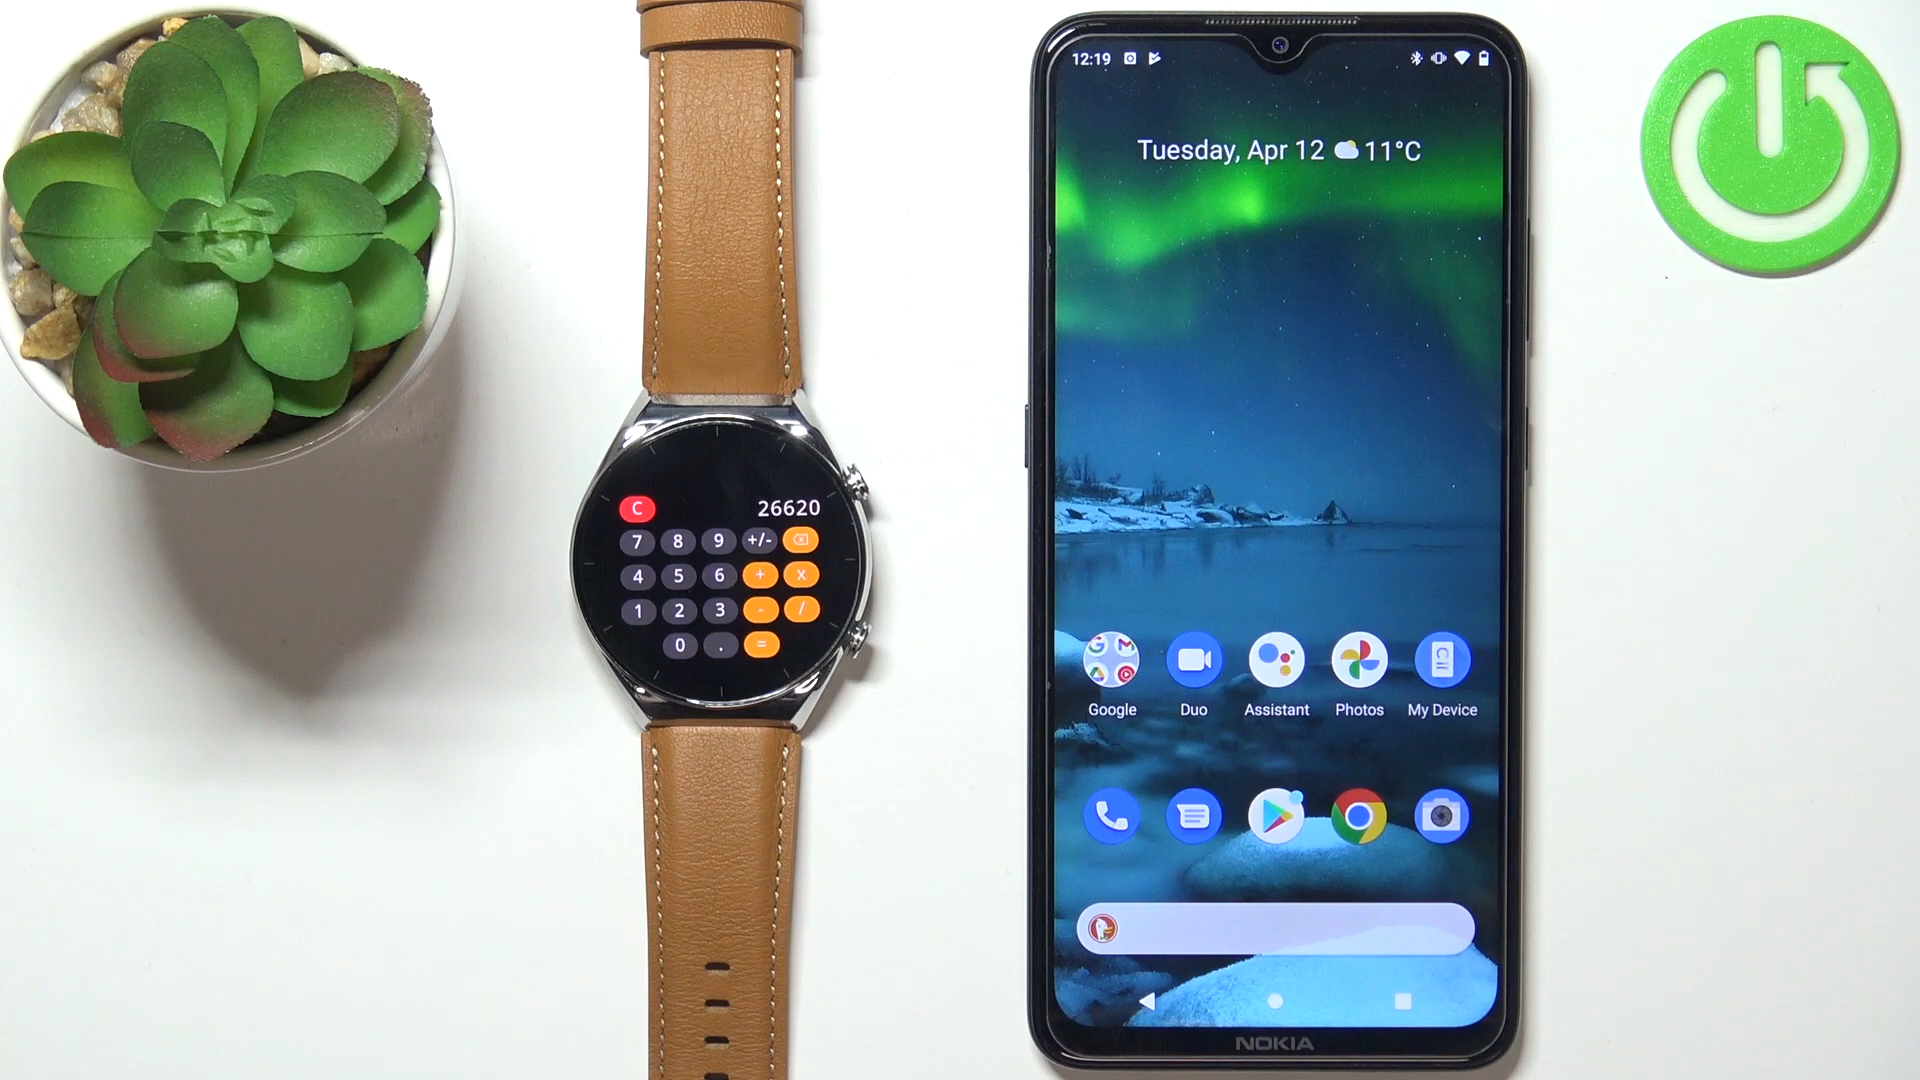 C 26620
7 8 9 +/-
4 5 6 + x
1 2 3 - /
0 . =
12:19
Tuesday, Apr 12 11°C
Google Duo Assistant Photos My Device
NOKIA